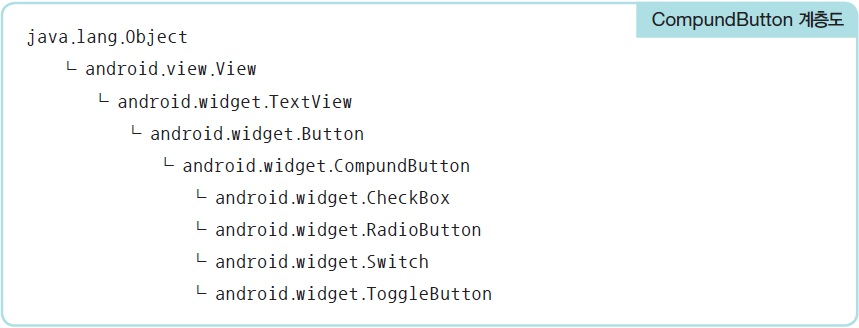 CompundButton 계층도
java.lang.Object
└ android.view.View
└ android.widget.TextView
└ android.widget.Button
└ android.widget.CompundButton
└ android.widget.CheckBox
└ android.widget.RadioButton
└ android.widget.Switch
└ android.widget.ToggleButton